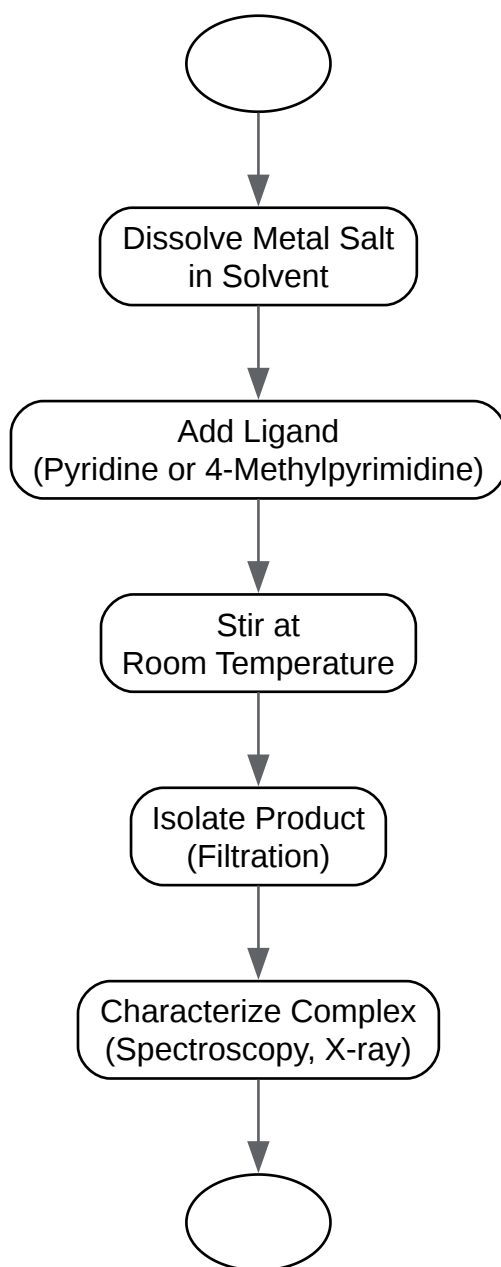 Dissolve Metal Salt
in Solvent
Add Ligand
(Pyridine or 4-Methylpyrimidine)
Stir at
Room Temperature
Isolate Product
(Filtration)
Characterize Complex
(Spectroscopy, X-ray)